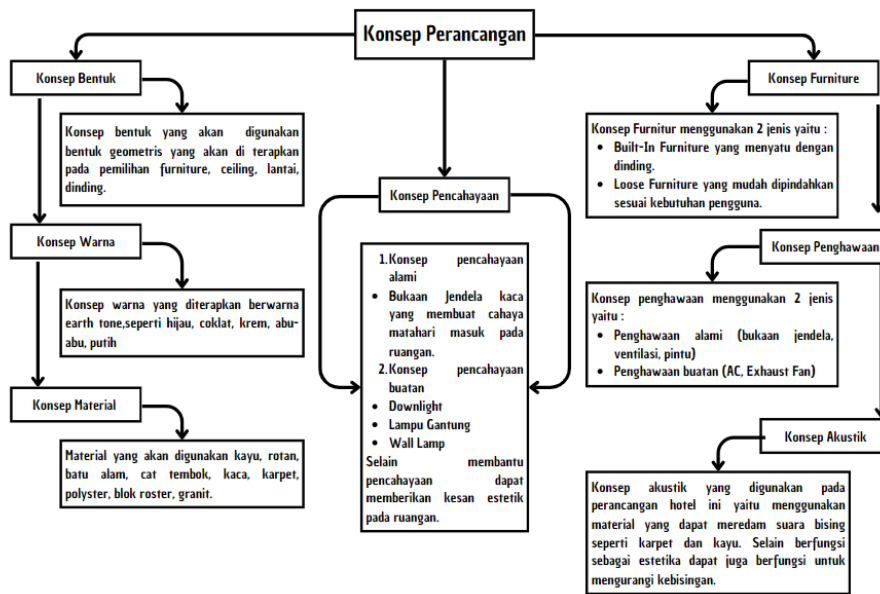 Konsep Perancangan
Konsep Bentuk
Konsep bentuk yang akan digunakan
bentuk geometris yang akan di terapkan
pada pemilihan furniture, ceiling, lantai,
dinding.
Konsep Warna
Konsep warna yang diterapkan berwarna
earth tone,seperti hijau, coklat, krem, abu-
abu, putih
Konsep Material
Material yang akan digunakan kayu, rotan,
batu alam, cat tembok, kaca, karpet,
polyster, blok roster, granit.
Konsep Pencahayaan
1. Konsep pencahayaan
alami
• Bukaan Jendela kaca
yang membuat cahaya
matahari masuk pada
ruangan.
2. Konsep pencahayaan
buatan
• Downlight
• Lampu Gantung
• Wall Lamp
Selain membantu
pencahayaan dapat
memberikan kesan estetik
pada ruangan.
Konsep Furniture
Konsep Furnitur menggunakan 2 jenis yaitu :
• Built-In Furniture yang menyatu dengan
dinding.
• Loose Furniture yang mudah dipindahkan
sesuai kebutuhan pengguna.
Konsep Penghawaan
Konsep penghawaan menggunakan 2 jenis
yaitu :
• Penghawaan alami (bukaan jendela,
ventilasi, pintu)
• Penghawaan buatan (AC, Exhaust Fan)
Konsep Akustik
Konsep akustik yang digunakan pada
perancangan hotel ini yaitu menggunakan
material yang dapat meredam suara bising
seperti karpet dan kayu. Selain berfungsi
sebagai estetika dapat juga berfungsi untuk
mengurangi kebisingan.